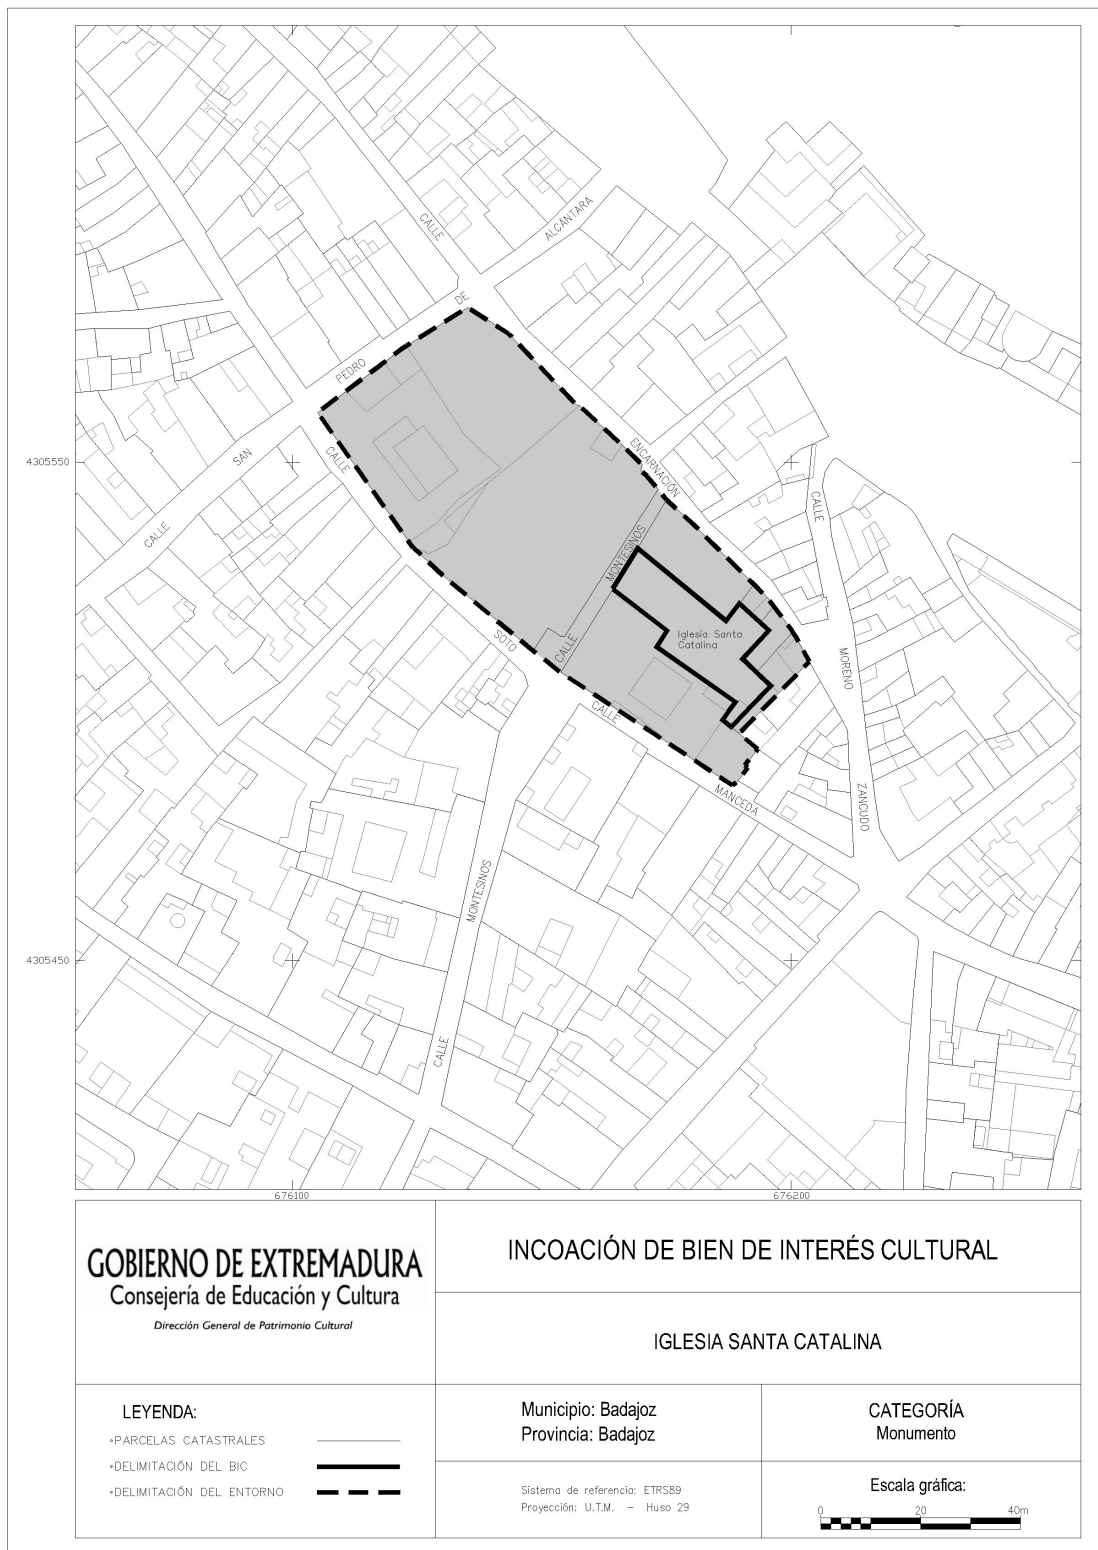 CALLE
ALCÁNTARA
DE
PEDRO
SAN
CALLE
CALLE
ENCARNACIÓN
4305550
CALLE
MONTESINOS
Iglesia Santa
Catalina
SOTO
CALLE
MORENO
CALLE
MANCEDA
ZANCUDO
MONTESINOS
4305450
CALLE
676100
676200
GOBIERNO DE EXTREMADURA
Consejería de Educación y Cultura
Dirección General de Patrimonio Cultural
INCOACIÓN DE BIEN DE INTERÉS CULTURAL
IGLESIA SANTA CATALINA
LEYENDA:
∘PARCELAS CATASTRALES
∘DELIMITACIÓN DEL BIC
∘DELIMITACIÓN DEL ENTORNO
Municipio: Badajoz
Provincia: Badajoz
CATEGORÍA
Monumento
Sistema de referencia: ETRS89
Proyección: U.T.M. – Huso 29
Escala gráfica:
0 20 40m